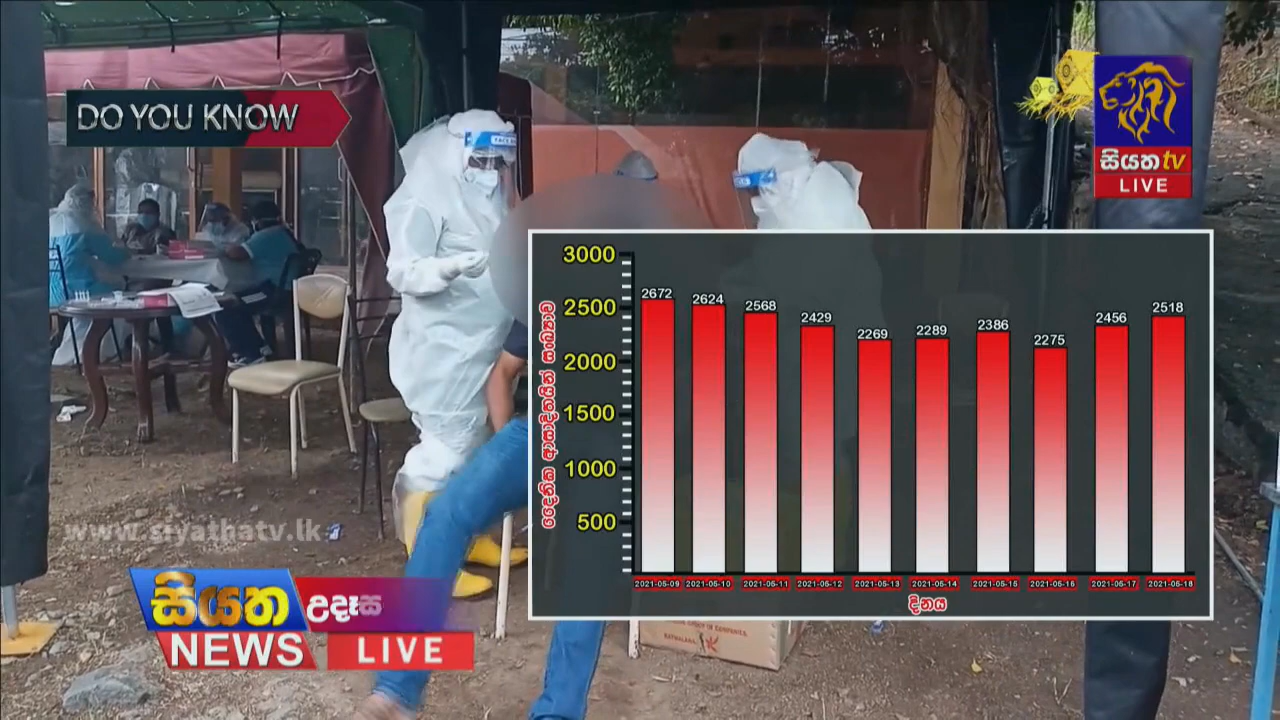 DO YOU KNOW
සියත tv
LIVE
FACE
3000
2500
2000
1500
1000
500
දෛනික ආසාදිතයින් සංඛ්‍යාව
2672 2624 2568 2429 2269 2289 2386 2275 2456 2518
2021-05-09 2021-05-10 2021-05-11 2021-05-12 2021-05-13 2021-05-14 2021-05-15 2021-05-16 2021-05-17 2021-05-18
දිනය
www.siyathatv.lk
සියත උදෑස
NEWS LIVE